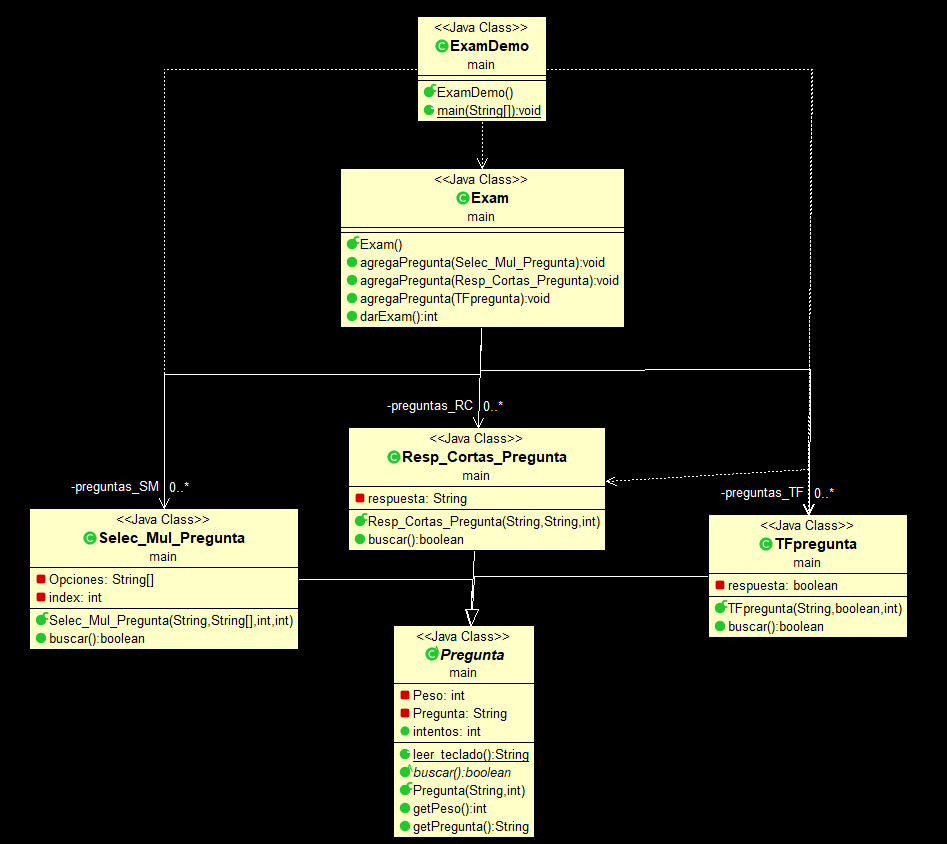 <<Java Class>>
ExamDemo
main
ExamDemo()
main(String[]):void
<<Java Class>>
Exam
main
Exam()
agregaPregunta(Selec_Mul_Pregunta):void
agregaPregunta(Resp_Cortas_Pregunta):void
agregaPregunta(TFpregunta):void
darExam():int
-preguntas_RC 0..*
<<Java Class>>
Resp_Cortas_Pregunta
main
respuesta: String
Resp_Cortas_Pregunta(String,String,int)
buscar():boolean
-preguntas_SM 0..*
<<Java Class>>
Selec_Mul_Pregunta
main
Opciones: String[]
index: int
Selec_Mul_Pregunta(String,String[],int,int)
buscar():boolean
-preguntas_TF 0..*
<<Java Class>>
TFpregunta
main
respuesta: boolean
TFpregunta(String,boolean,int)
buscar():boolean
<<Java Class>>
Pregunta
main
Peso: int
Pregunta: String
intentos: int
leer_teclado():String
buscar():boolean
Pregunta(String,int)
getPeso():int
getPregunta():String